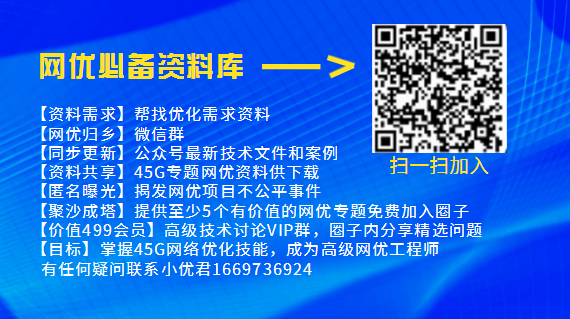 网优必备资料库 ——>
【资料需求】帮找优化需求资料
【网优归乡】微信群
【同步更新】公众号最新技术文件和案例
【资料共享】45G专题网优资料供下载
【匿名曝光】揭发网优项目不公平事件
【聚沙成塔】提供至少5个有价值的网优专题免费加入圈子
【价值499会员】高级技术讨论VIP群，圈子内分享精选问题
【目标】掌握45G网络优化技能，成为高级网优工程师
有任何疑问联系小优君1669736924
扫一扫加入